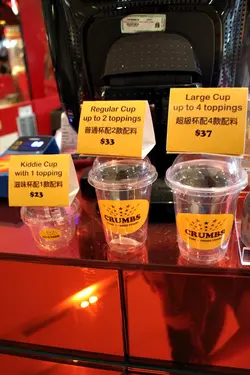 Large Cup
up to 4 toppings
超級杯配4款配料
$37
Regular Cup
up to 2 toppings
普通杯配2款配料
$33
Kiddie Cup
with 1 topping
滋味杯配1款配料
$23
CRUMBS
CRUMBS